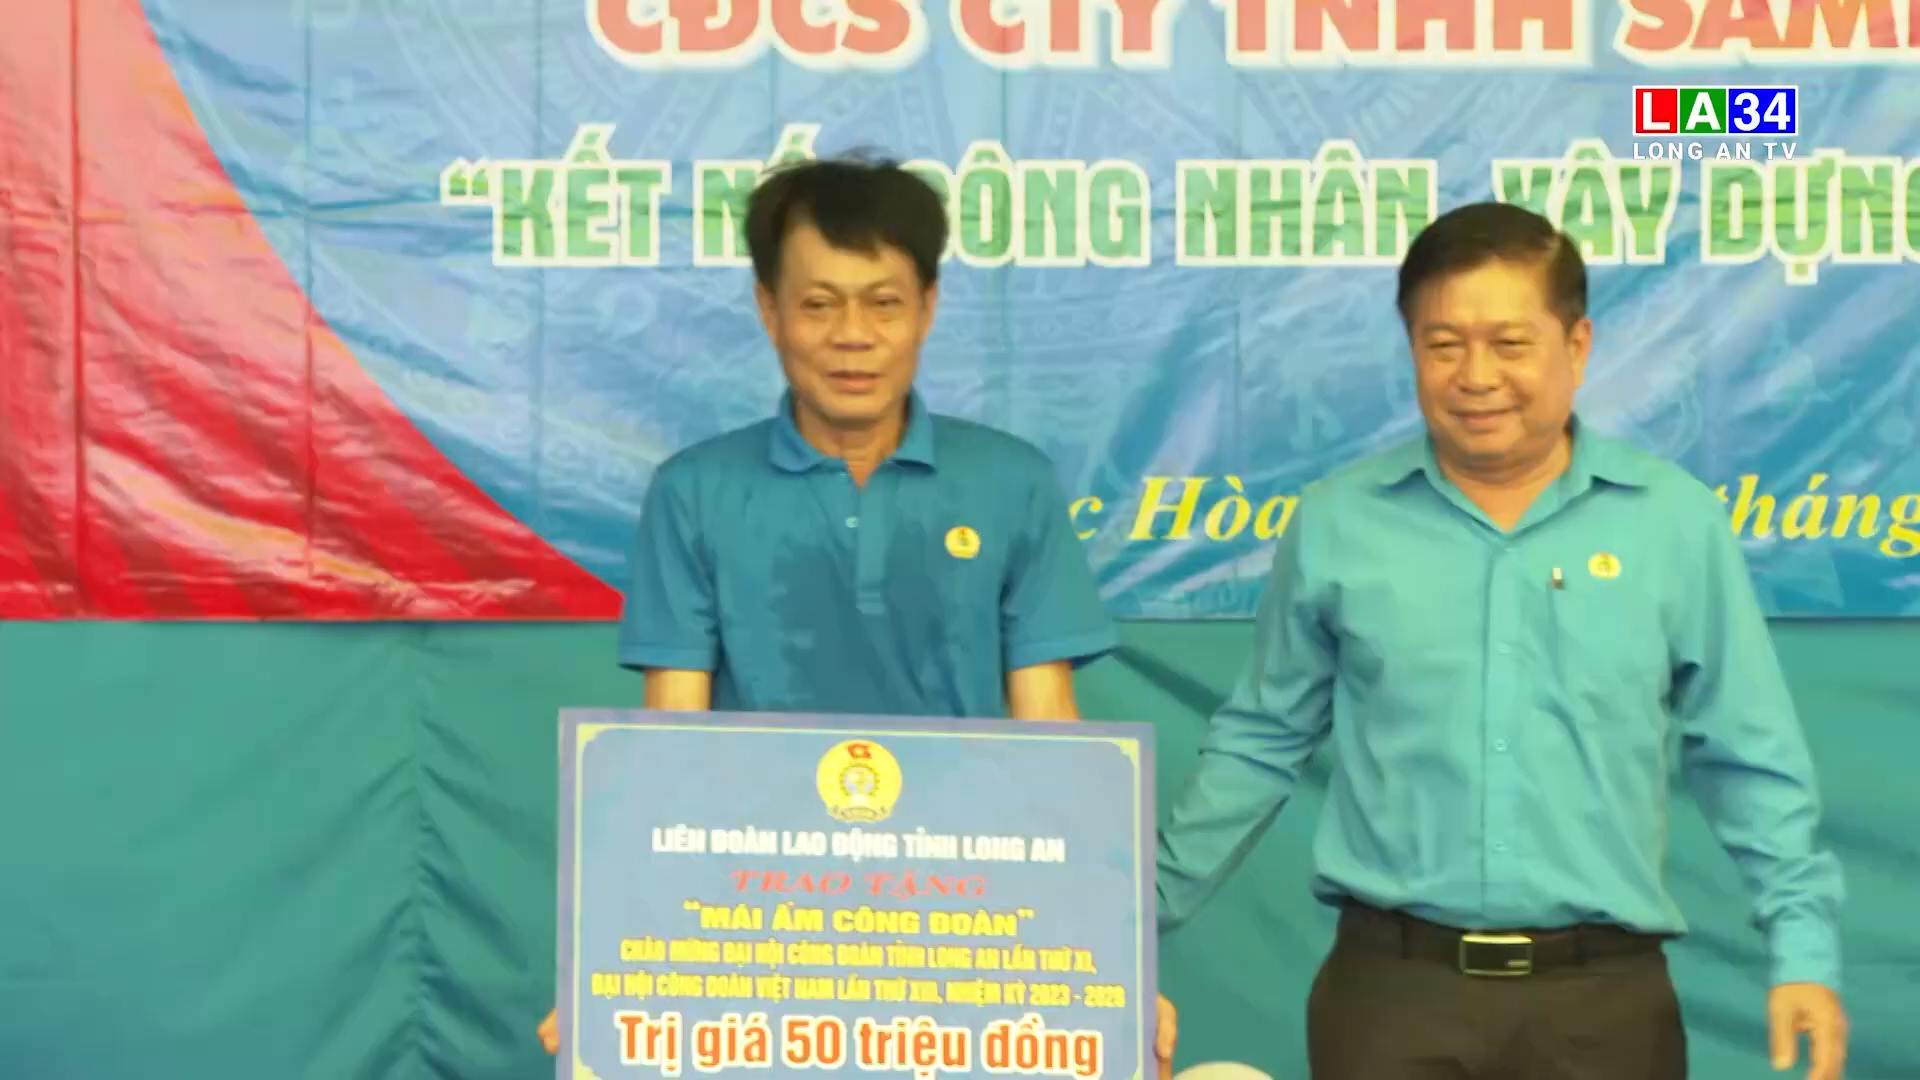 CĐCS CTY TNHH
LA34
LONG AN TV
“KẾT CÔNG NHÂN, XÂY DỰNG
Hòa tháng
LIÊN ĐOÀN LAO ĐỘNG TỈNH LONG AN
TRAO TẶNG
“MÁI ẤM CÔNG ĐOÀN”
CHÀO MỪNG ĐẠI HỘI CÔNG ĐOÀN TỈNH LONG AN LẦN THỨ XI,
ĐẠI HỘI CÔNG ĐOÀN VIỆT NAM LẦN THỨ XIII, NHIỆM KỲ 2023 - 2028
Trị giá 50 triệu đồng